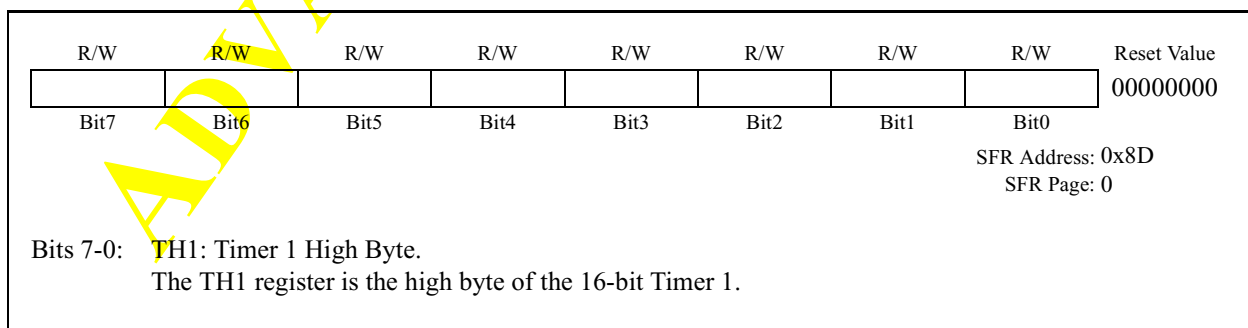 R/W R/W R/W R/W R/W R/W R/W R/W Reset Value
00000000
Bit7 Bit6 Bit5 Bit4 Bit3 Bit2 Bit1 Bit0
SFR Address: 0x8D
SFR Page: 0
Bits 7-0: TH1: Timer 1 High Byte.
The TH1 register is the high byte of the 16-bit Timer 1.